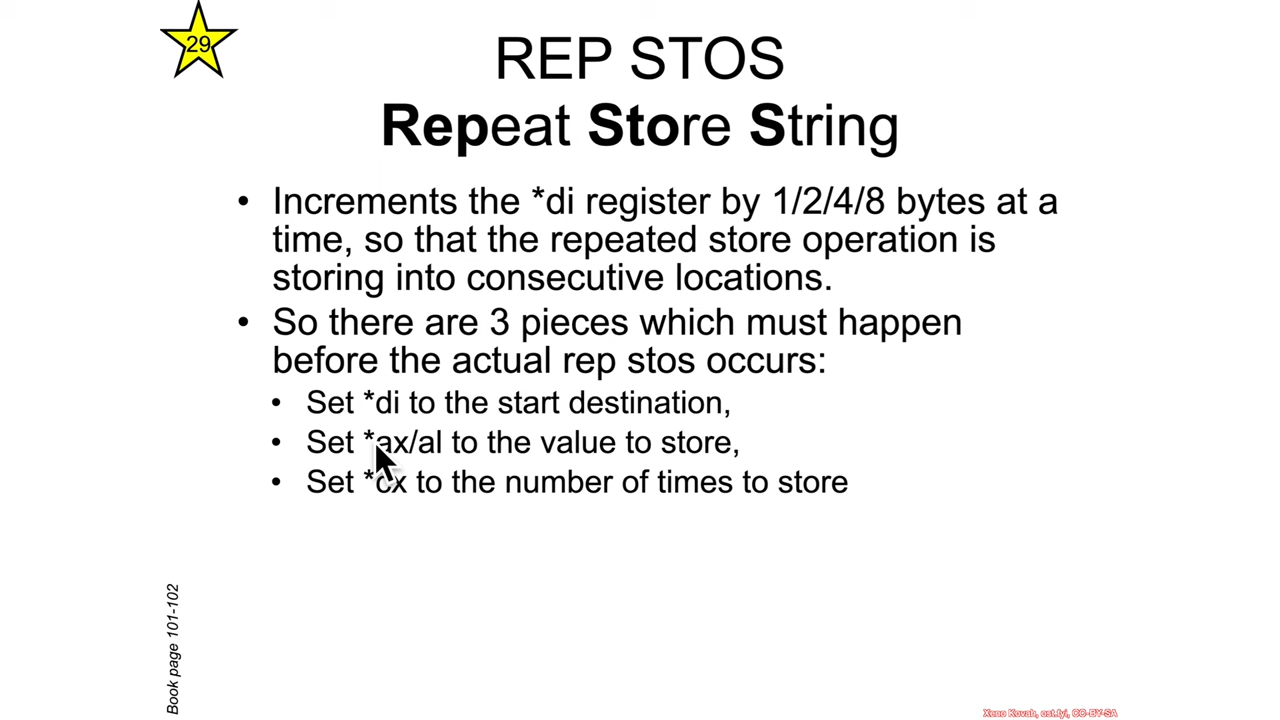 29
REP STOS
Repeat Store String
• Increments the *di register by 1/2/4/8 bytes at a
time, so that the repeated store operation is
storing into consecutive locations.
• So there are 3 pieces which must happen
before the actual rep stos occurs:
• Set *di to the start destination,
• Set *ax/al to the value to store,
• Set *cx to the number of times to store
Book page 101-102
Xeno Kovah, ost.fyi, CC-BY-SA